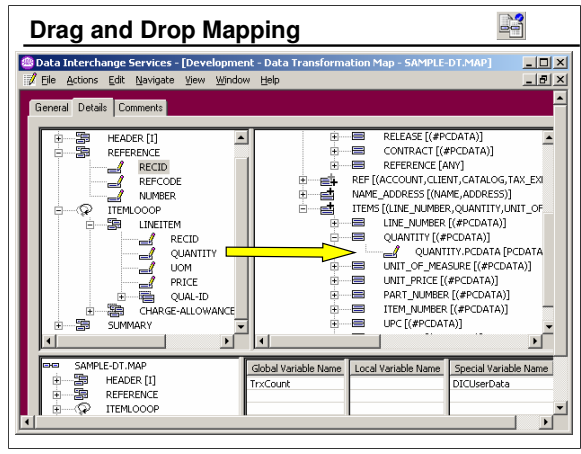 Drag and Drop Mapping
Data Interchange Services - [Development - Data Transformation Map - SAMPLE-DT.MAP]
File Actions Edit Navigate View Window Help
General Details Comments
HEADER [I]
REFERENCE
RECID
REFCODE
NUMBER
ITEMLOOOP
LINEITEM
RECID
QUANTITY
UOM
PRICE
QUAL-ID
CHARGE-ALLOWANCE
SUMMARY
RELEASE [(#PCDATA)]
CONTRACT [(#PCDATA)]
REFERENCE [ANY]
REF [(ACCOUNT,CLIENT,CATALOG,TAX_EXI
NAME_ADDRESS [(NAME,ADDRESS)]
ITEMS [(LINE_NUMBER,QUANTITY,UNIT_OF
LINE_NUMBER [(#PCDATA)]
QUANTITY [(#PCDATA)]
QUANTITY.PCDATA [PCDATA
UNIT_OF_MEASURE [(#PCDATA)]
UNIT_PRICE [(#PCDATA)]
PART_NUMBER [(#PCDATA)]
ITEM_NUMBER [(#PCDATA)]
UPC [(#PCDATA)]
SAMPLE-DT.MAP
HEADER [I]
REFERENCE
ITEMLOOOP
Global Variable Name Local Variable Name Special Variable Name
TrxCount DICUserData